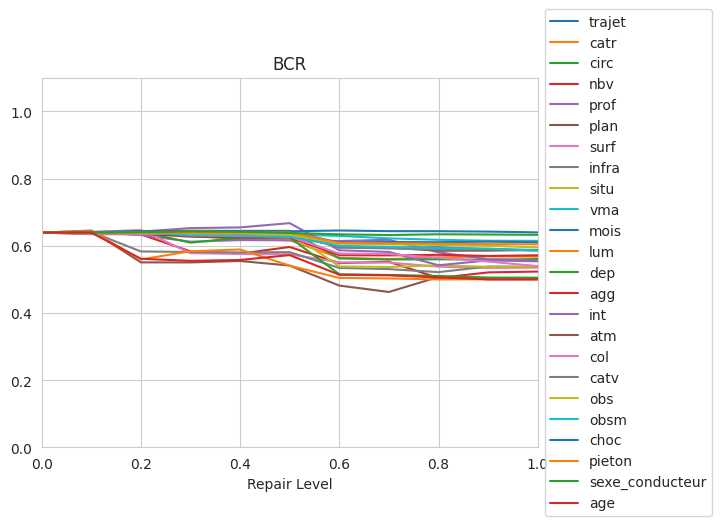 BCR
1.0
0.8
0.6
0.4
0.2
0.0
0.0 0.2 0.4 0.6 0.8 1.0
Repair Level
trajet
catr
circ
nbv
prof
plan
surf
infra
situ
vma
mois
lum
dep
agg
int
atm
col
catv
obs
obsm
choc
pieton
sexe_conducteur
age